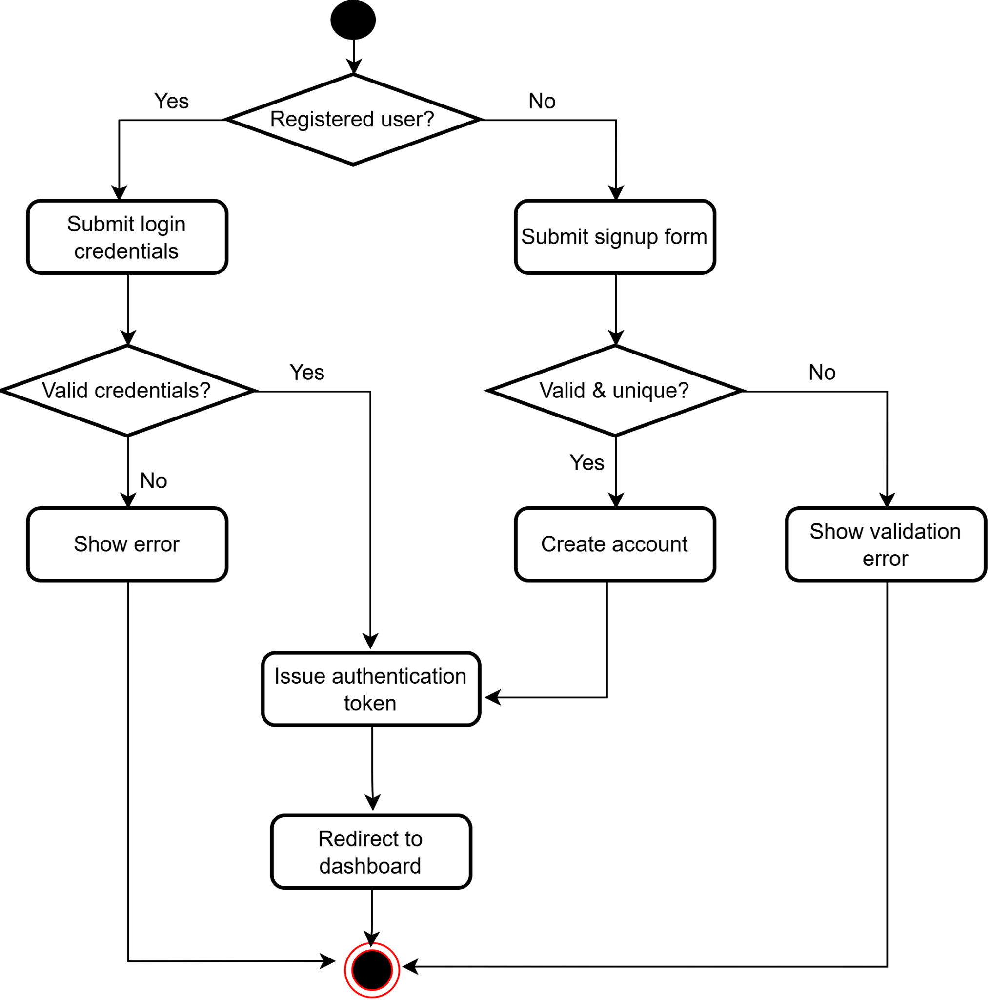 Yes
No
Registered user?
Submit login
credentials
Submit signup form
Yes
No
Valid credentials?
Valid & unique?
Yes
No
Show error
Create account
Show validation
error
Issue authentication
token
Redirect to
dashboard